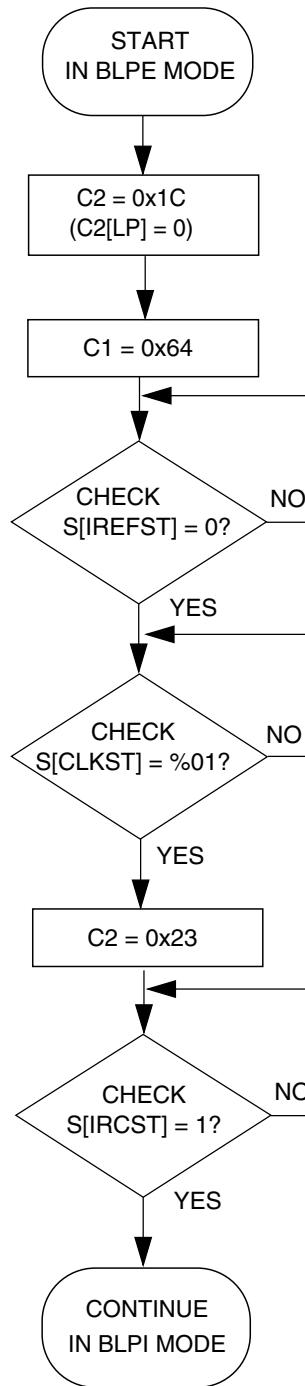 START
IN BLPE MODE
C2 = 0x1C
(C2[LP] = 0)
C1 = 0x64
CHECK
S[IREFST] = 0?
NO
YES
CHECK
S[CLKST] = %01?
NO
YES
C2 = 0x23
CHECK
S[IRCST] = 1?
NO
YES
CONTINUE
IN BLPI MODE